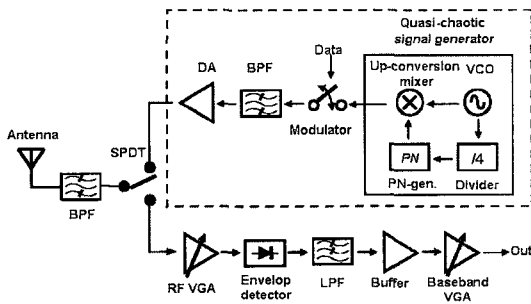 Quasi-chaotic
signal generator
Data
Up-conversion
mixer
VCO
DA
BPF
Modulator
PN
/4
PN-gen.
Divider
Antenna
SPDT
BPF
Out
RF VGA
Envelop
detector
LPF
Buffer
Baseband
VGA